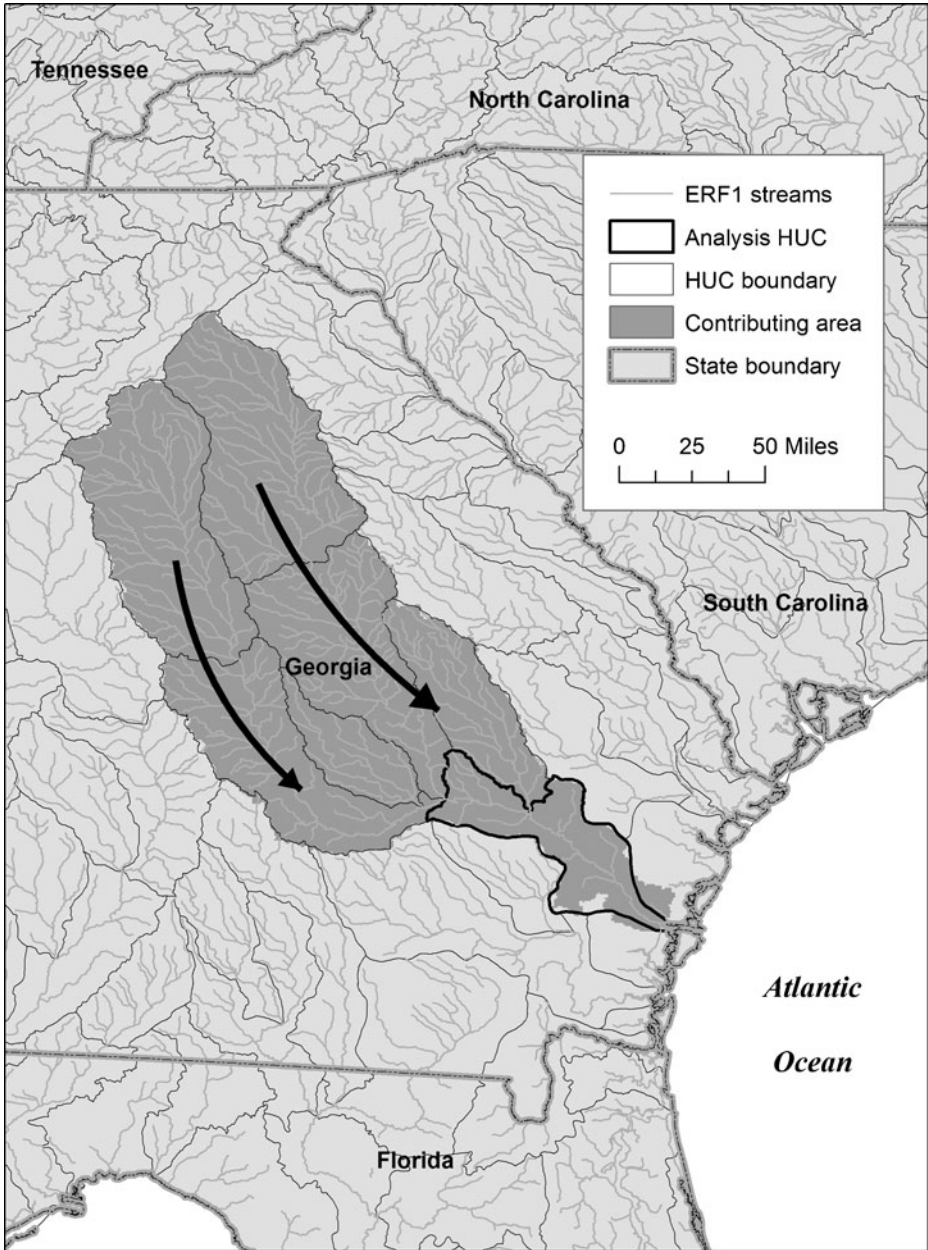 Tennessee
North Carolina
ERF1 streams
Analysis HUC
HUC boundary
Contributing area
State boundary
0 25 50 Miles
South Carolina
Georgia
Atlantic
Ocean
Florida